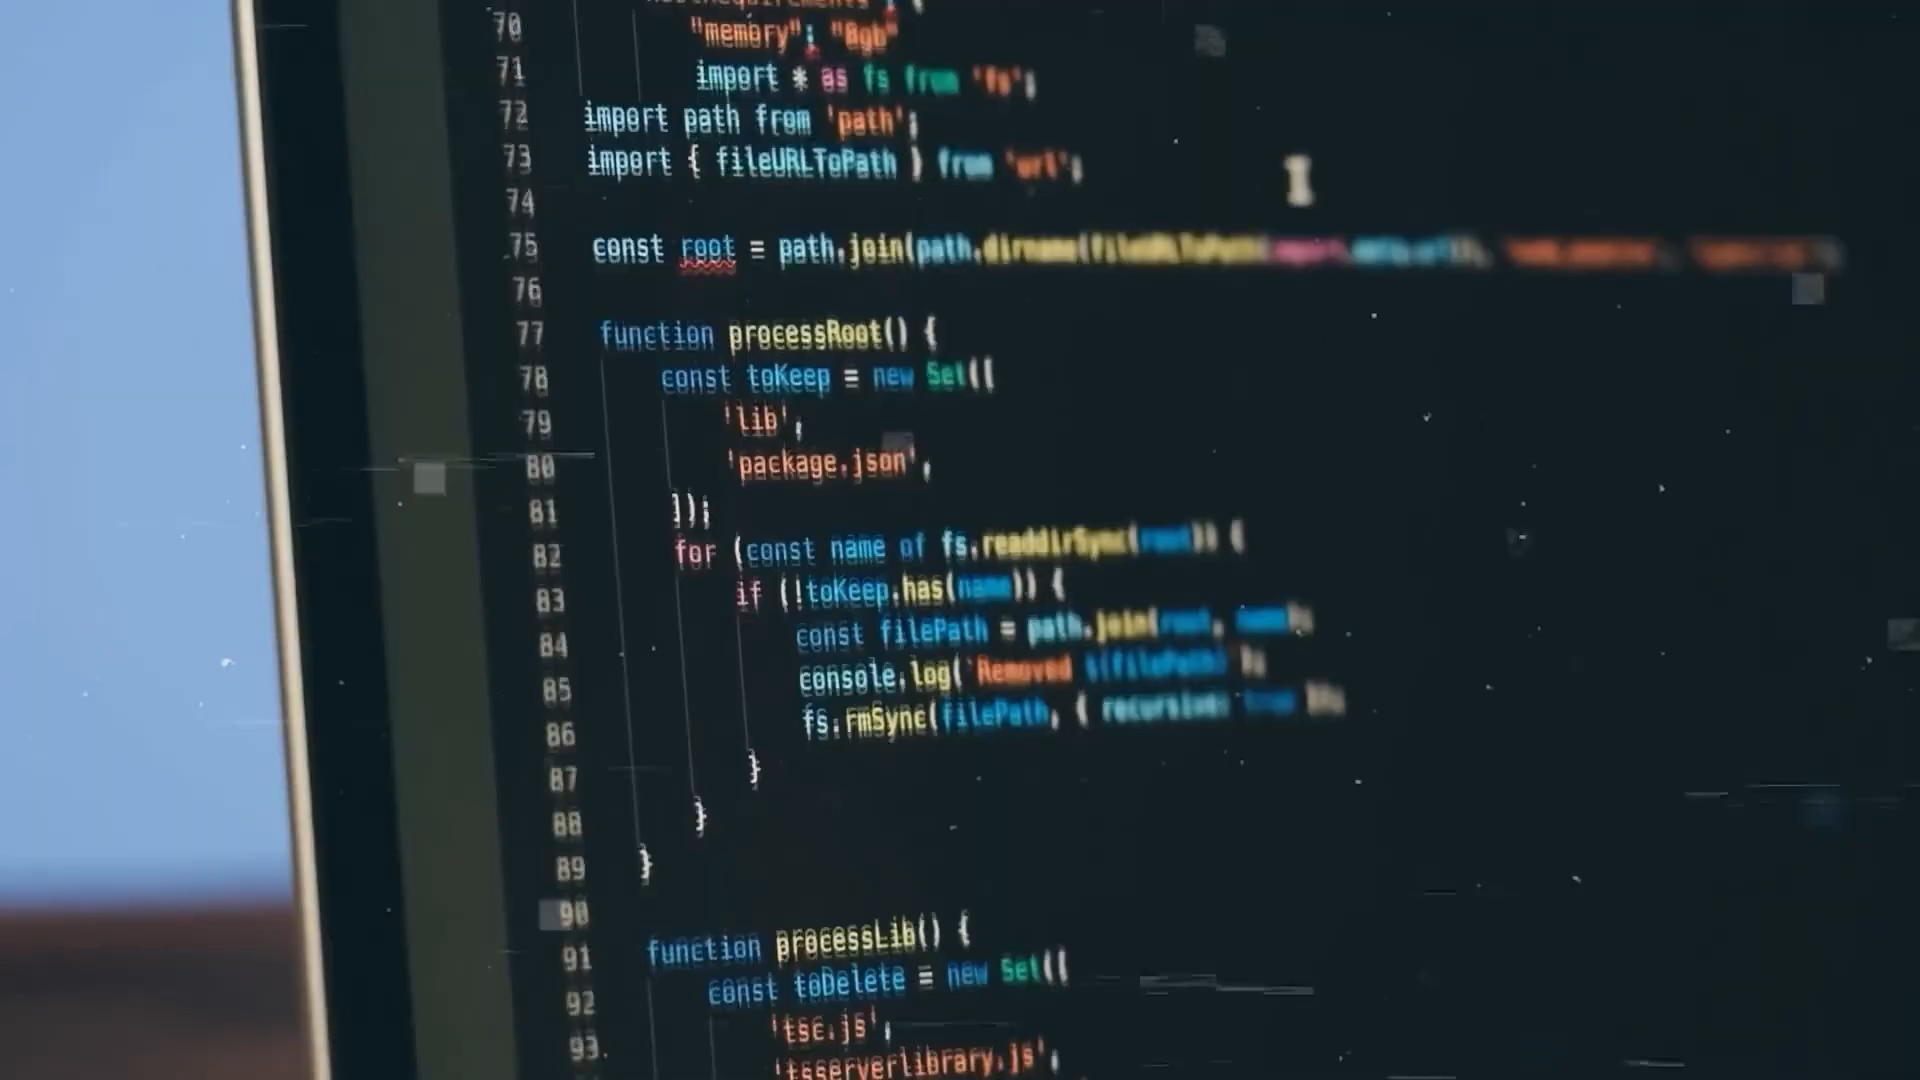 70 "memory": "8gb"
71 import * as fs from 'fs';
72 import path from 'path';
73 import { fileURLToPath } from 'url';
74
75 const root = path.join(path.dirname(fileURLToPath(import.meta.url)),
76
77 function processRoot() {
78 const toKeep = new Set([
79 'lib',
80 'package.json',
81 ]);
82 for (const name of fs.readdirSync(root)) {
83 if (!toKeep.has(name)) {
84 const filePath = path.join(root, name);
85 console.log(`Removed ${filePath}`);
86 fs.rmSync(filePath, { recursive: true });
87 }
88 }
89 }
90
91 function processLib() {
92 const toDelete = new Set([
93 'tsc.js',
'tsserverlibrary.js',